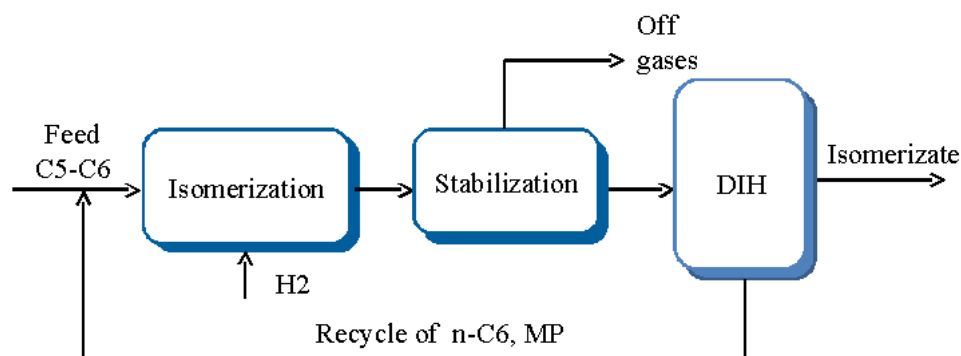 Off
gases
Feed
C5-C6
Isomerization
Stabilization
DIH
Isomerizate
H2
Recycle of n-C6, MP